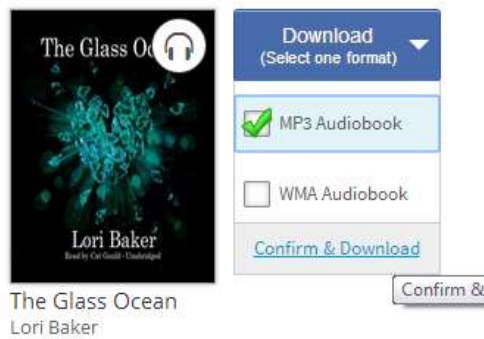 The Glass Oc
Lori Baker
Read by Cat Gould - Unabridged
The Glass Ocean
Lori Baker
Download
(Select one format)
MP3 Audiobook
WMA Audiobook
Confirm & Download
Confirm &